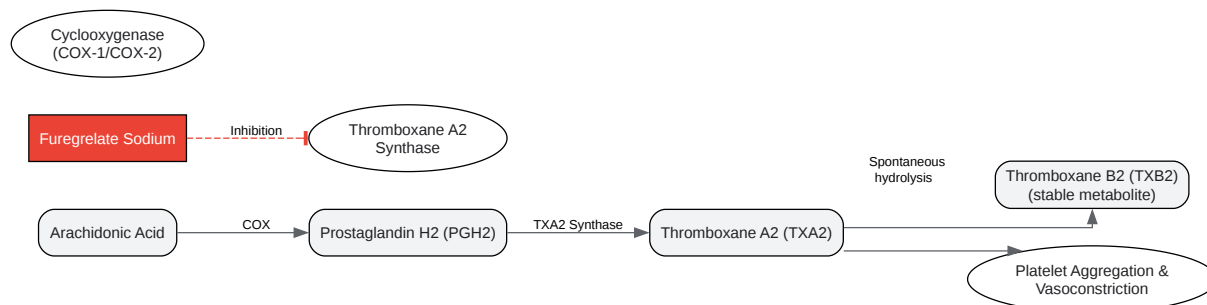 Cyclooxygenase
(COX-1/COX-2)
Furegrelate Sodium
Inhibition
Thromboxane A2
Synthase
Spontaneous
hydrolysis
Thromboxane B2 (TXB2)
(stable metabolite)
Arachidonic Acid
COX
Prostaglandin H2 (PGH2)
TXA2 Synthase
Thromboxane A2 (TXA2)
Platelet Aggregation &
Vasoconstriction